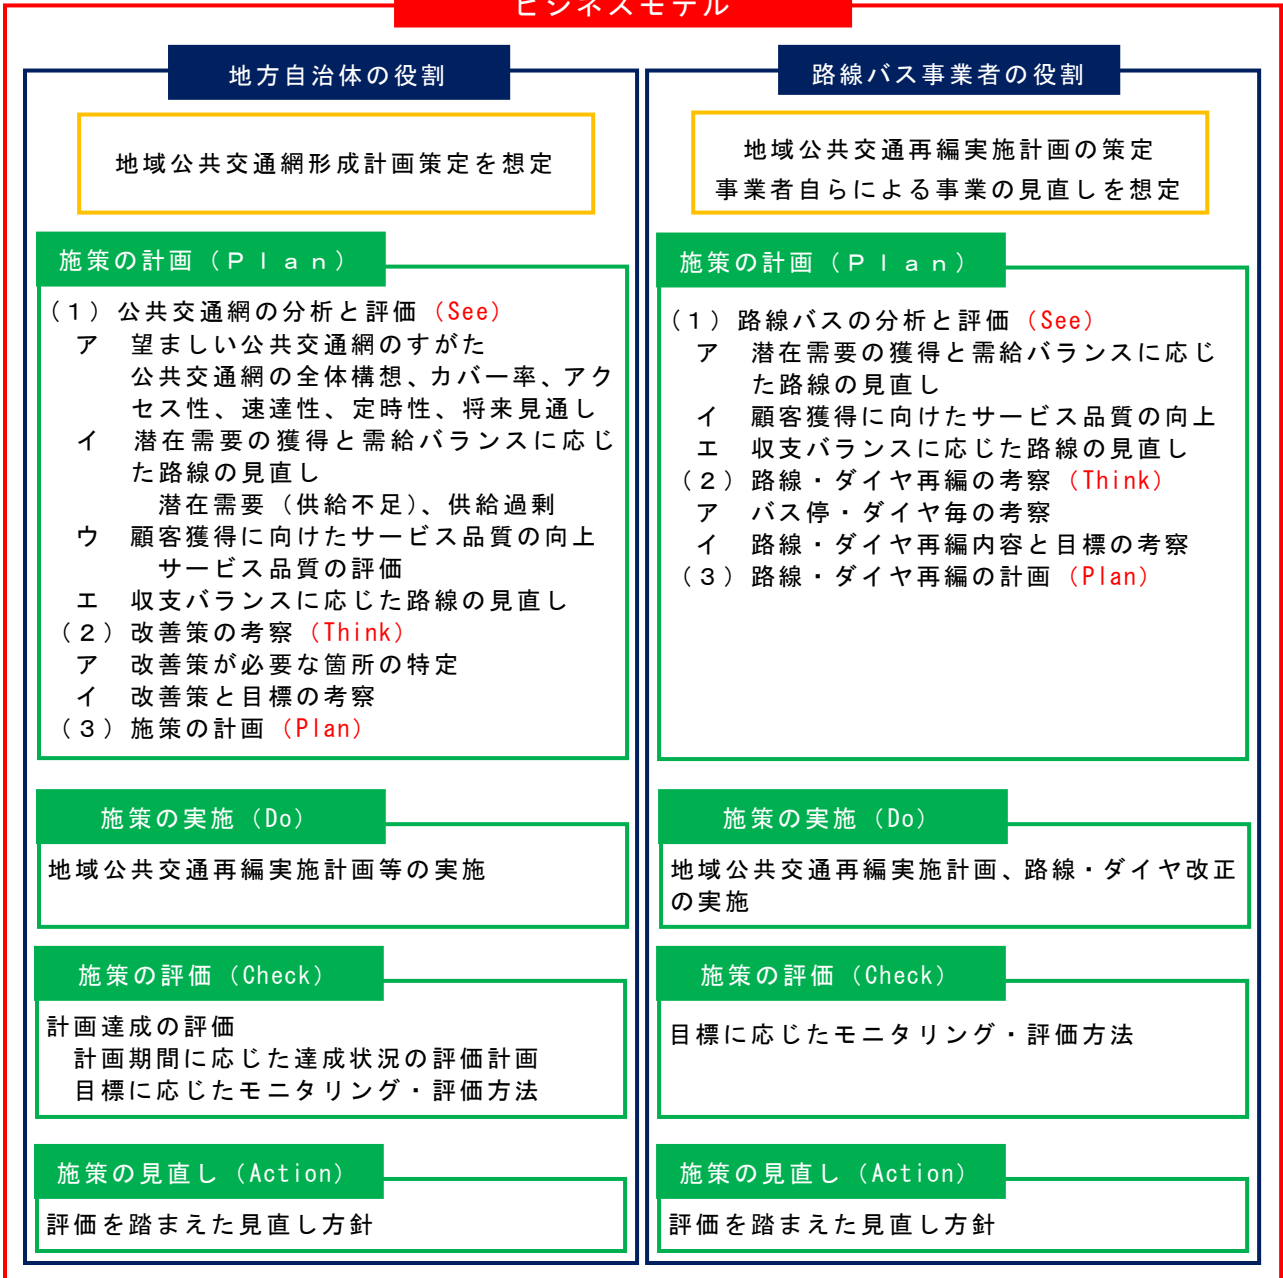 ビジネスモデル
地方自治体の役割
地域公共交通網形成計画策定を想定
施策の計画（Ｐｌａｎ）
（１）公共交通網の分析と評価（See）
ア　望ましい公共交通網のすがた
公共交通網の全体構想、カバー率、アク
セス性、速達性、定時性、将来見通し
イ　潜在需要の獲得と需給バランスに応じ
た路線の見直し
潜在需要（供給不足）、供給過剰
ウ　顧客獲得に向けたサービス品質の向上
サービス品質の評価
エ　収支バランスに応じた路線の見直し
（２）改善策の考察（Think）
ア　改善策が必要な箇所の特定
イ　改善策と目標の考察
（３）施策の計画（Plan）
施策の実施（Do）
地域公共交通再編実施計画等の実施
施策の評価（Check）
計画達成の評価
計画期間に応じた達成状況の評価計画
目標に応じたモニタリング・評価方法
施策の見直し（Action）
評価を踏まえた見直し方針
路線バス事業者の役割
地域公共交通再編実施計画の策定
事業者自らによる事業の見直しを想定
施策の計画（Ｐｌａｎ）
（１）路線バスの分析と評価（See）
ア　潜在需要の獲得と需給バランスに応じ
た路線の見直し
イ　顧客獲得に向けたサービス品質の向上
エ　収支バランスに応じた路線の見直し
（２）路線・ダイヤ再編の考察（Think）
ア　バス停・ダイヤ毎の考察
イ　路線・ダイヤ再編内容と目標の考察
（３）路線・ダイヤ再編の計画（Plan）
施策の実施（Do）
地域公共交通再編実施計画、路線・ダイヤ改正
の実施
施策の評価（Check）
目標に応じたモニタリング・評価方法
施策の見直し（Action）
評価を踏まえた見直し方針